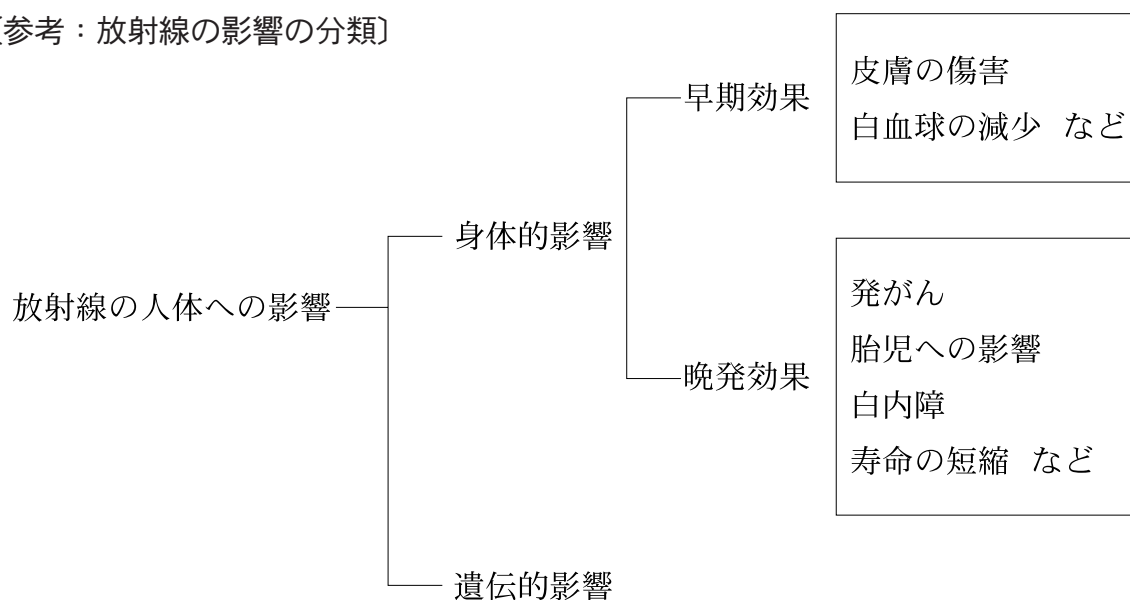 〔参考：放射線の影響の分類〕
放射線の人体への影響
身体的影響
早期効果
皮膚の傷害
白血球の減少 など
晩発効果
発がん
胎児への影響
白内障
寿命の短縮 など
遺伝的影響